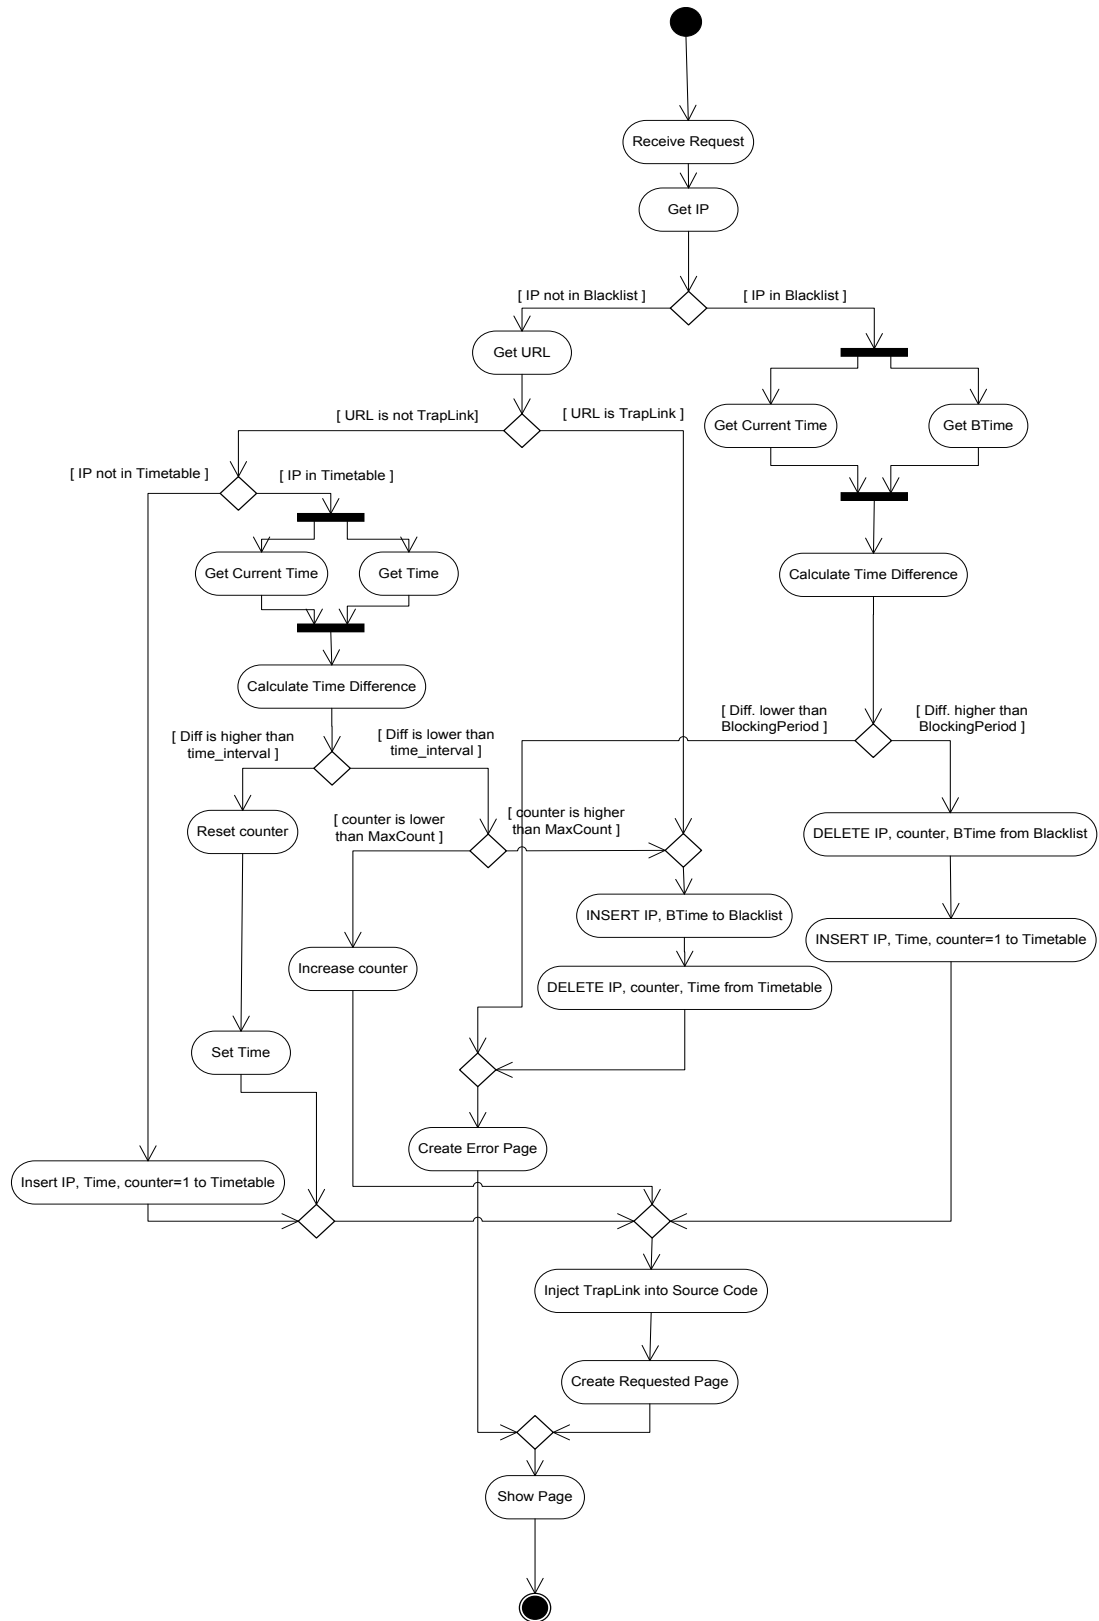 Receive Request
Get IP
[ IP not in Blacklist ]
[ IP in Blacklist ]
Get URL
[ URL is not TrapLink]
[ URL is TrapLink ]
Get Current Time
Get BTime
[ IP not in Timetable ]
[ IP in Timetable ]
Get Current Time
Get Time
Calculate Time Difference
Calculate Time Difference
[ Diff. lower than
BlockingPeriod ]
[ Diff. higher than
BlockingPeriod ]
[ Diff is higher than
time_interval ]
[ Diff is lower than
time_interval ]
Reset counter
[ counter is lower
than MaxCount ]
[ counter is higher
than MaxCount ]
DELETE IP, counter, BTime from Blacklist
INSERT IP, BTime to Blacklist
INSERT IP, Time, counter=1 to Timetable
Increase counter
DELETE IP, counter, Time from Timetable
Set Time
Create Error Page
Insert IP, Time, counter=1 to Timetable
Inject TrapLink into Source Code
Create Requested Page
Show Page